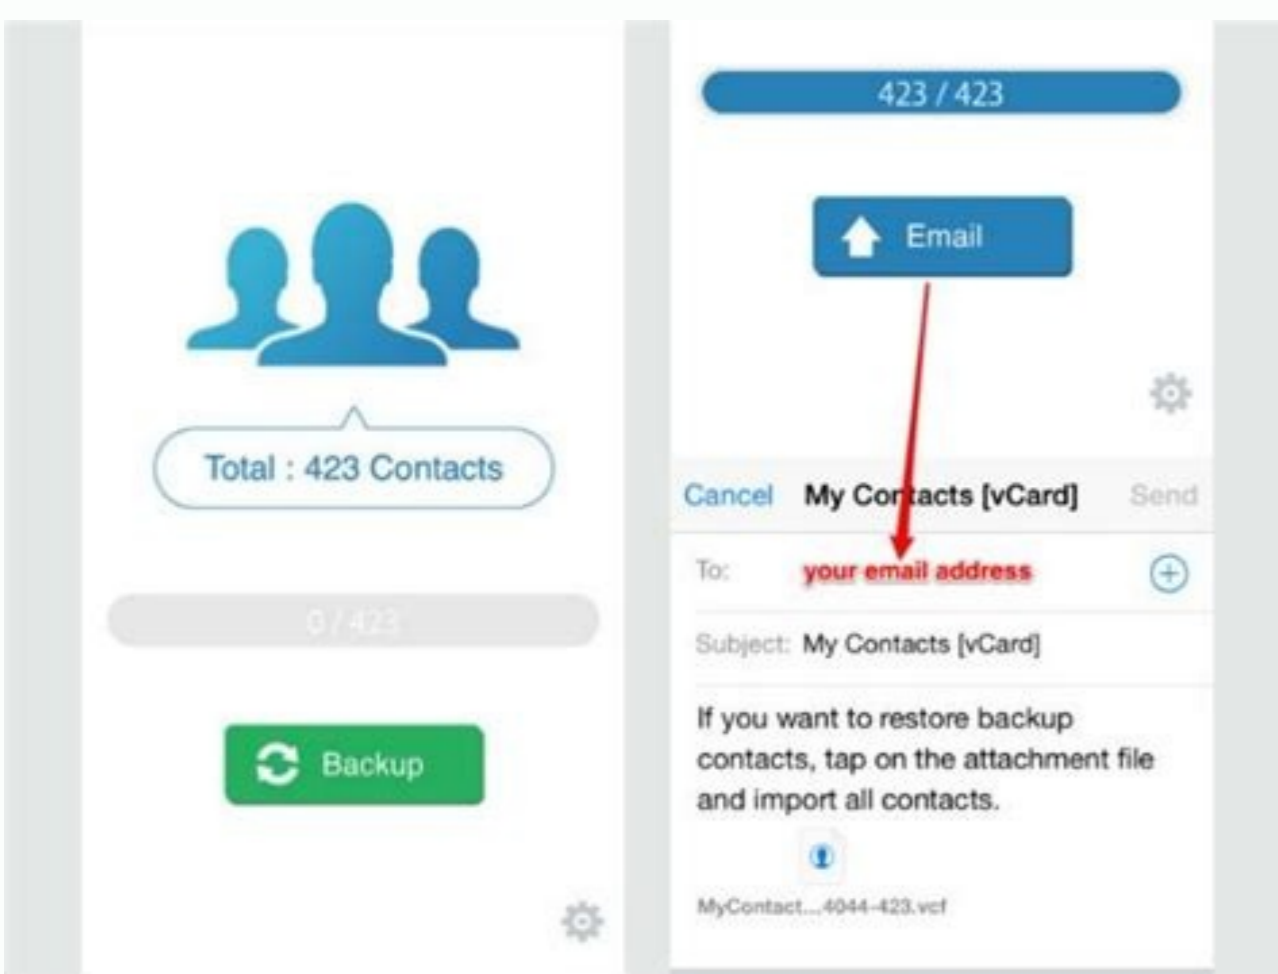 Total : 423 Contacts
0 / 423
Backup
423 / 423
Email
Cancel My Contacts [vCard] Send
To: your email address
Subject: My Contacts [vCard]
If you want to restore backup
contacts, tap on the attachment file
and import all contacts.
MyContact....4044-423.vcf